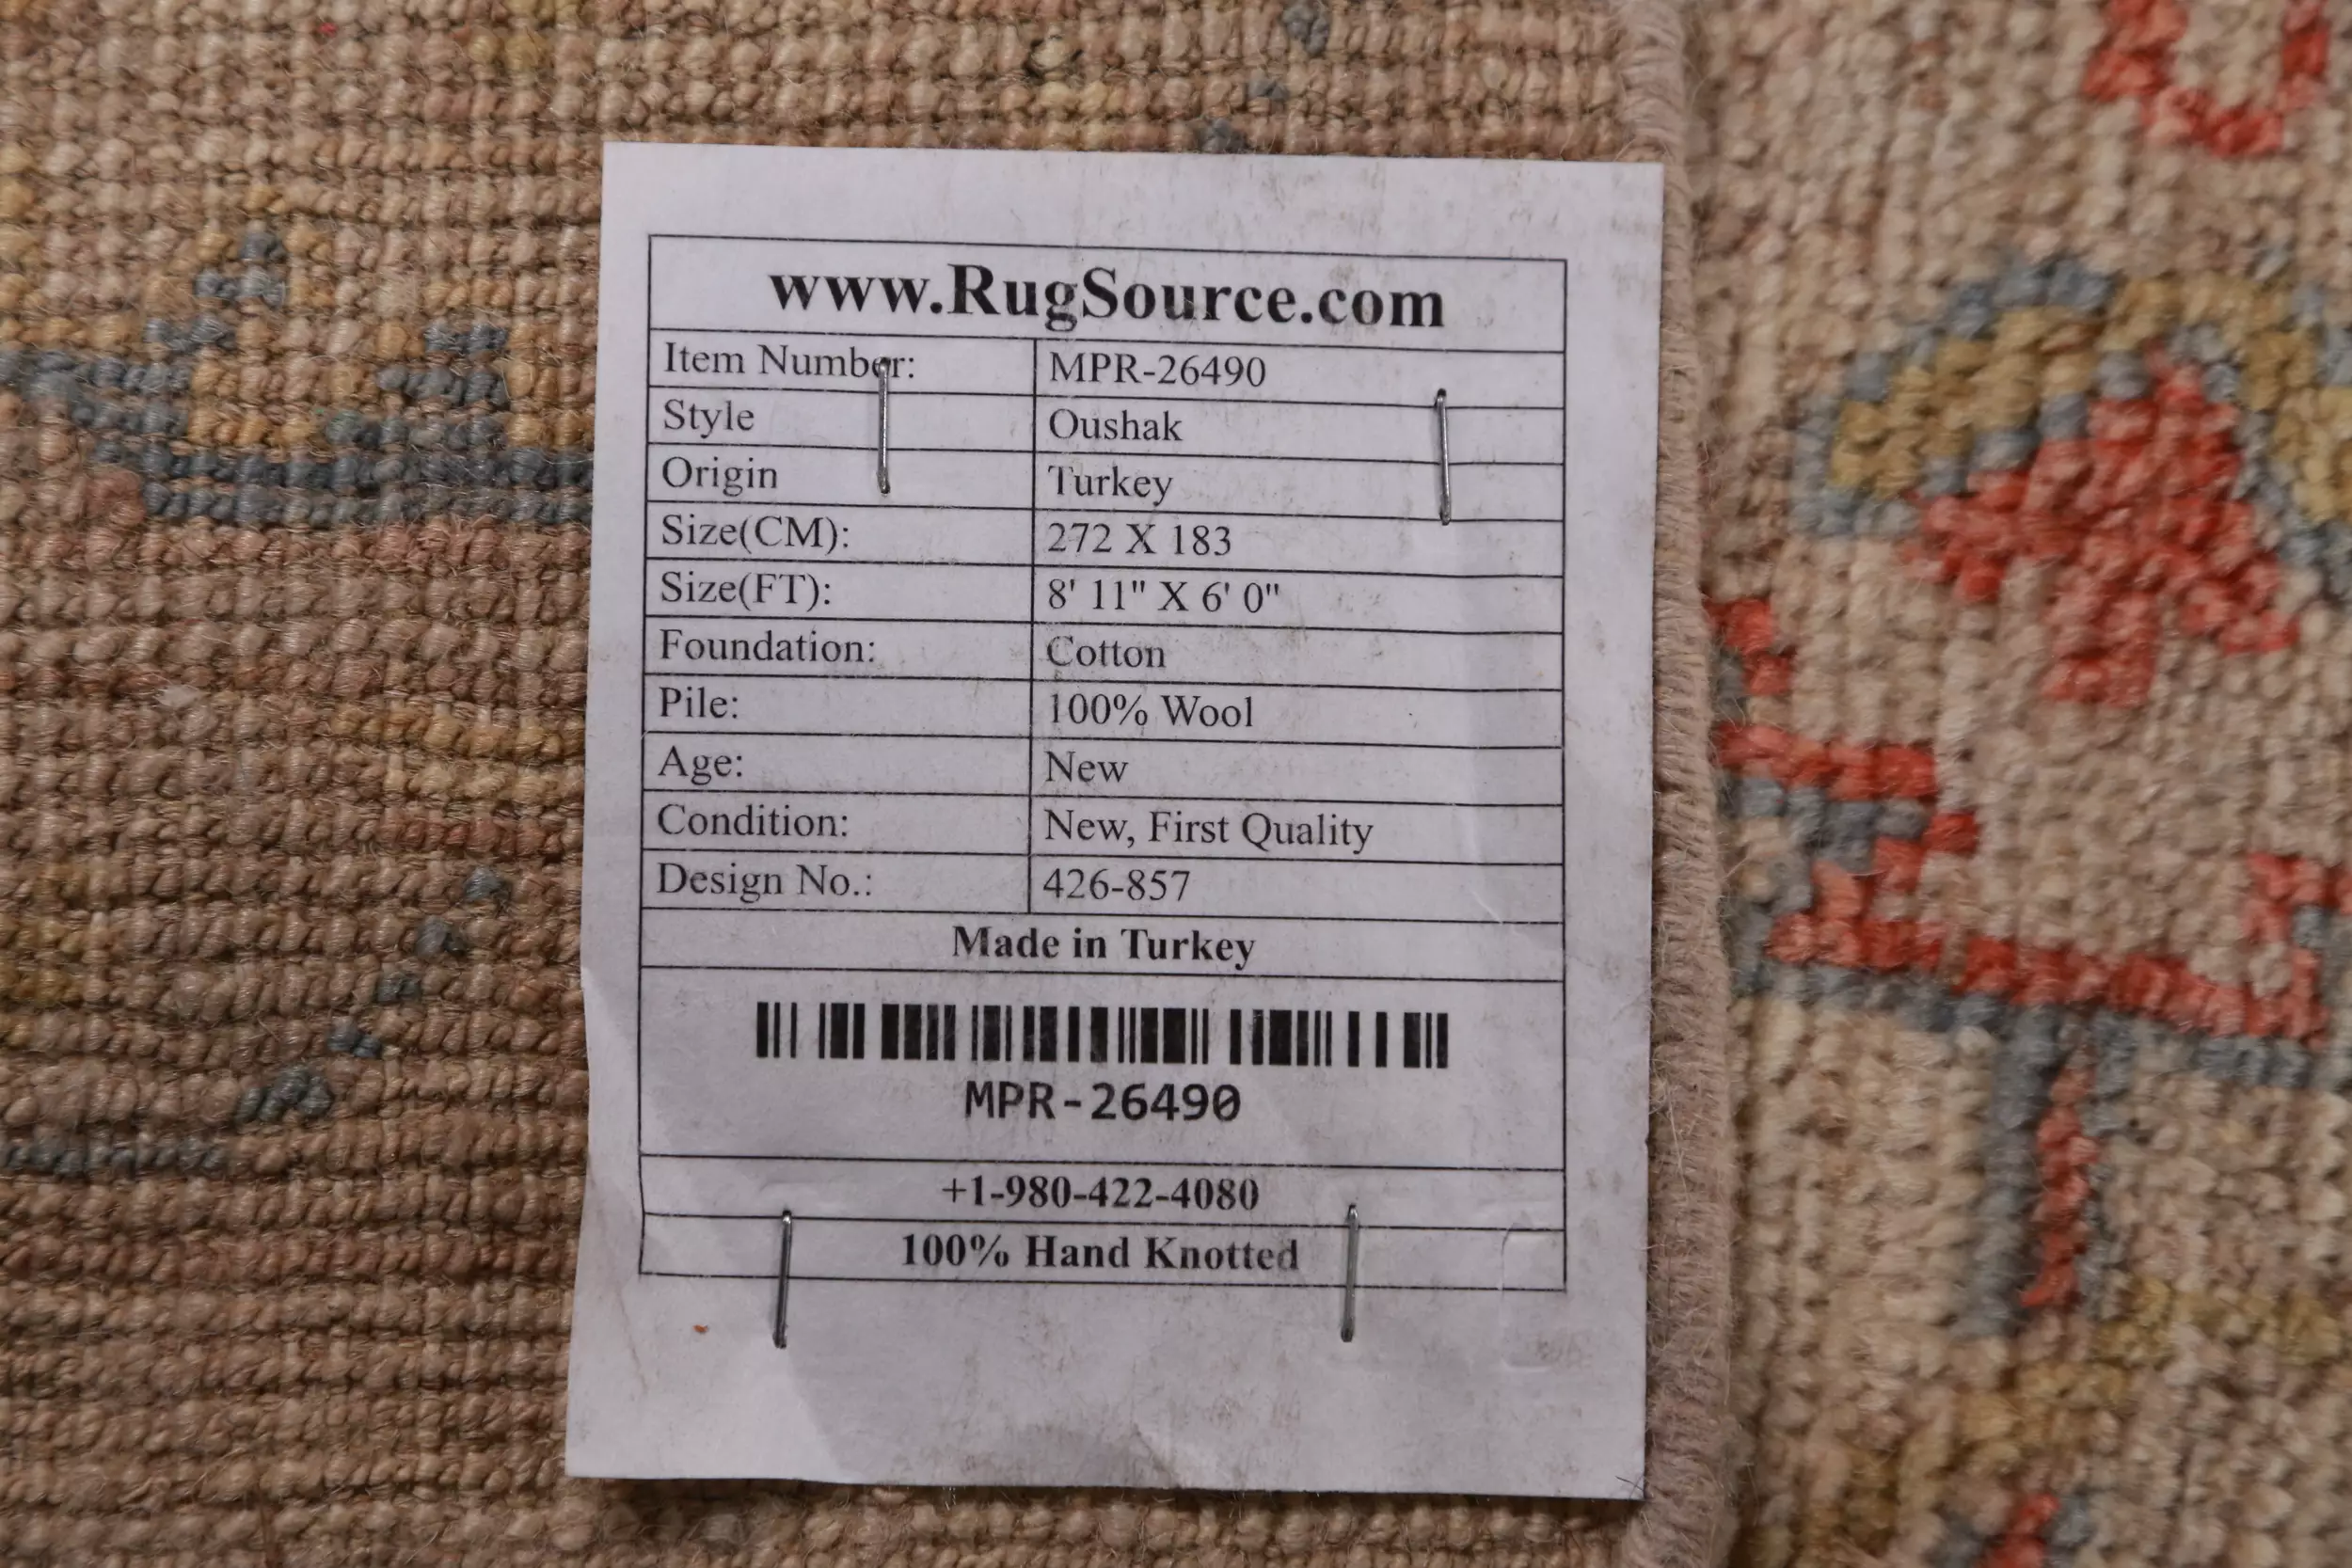 www.RugSource.com
Item Number: MPR-26490
Style Oushak
Origin Turkey
Size(CM): 272 X 183
Size(FT): 8' 11" X 6' 0"
Foundation: Cotton
Pile: 100% Wool
Age: New
Condition: New, First Quality
Design No.: 426-857
Made in Turkey
MPR-26490
+1-980-422-4080
100% Hand Knotted